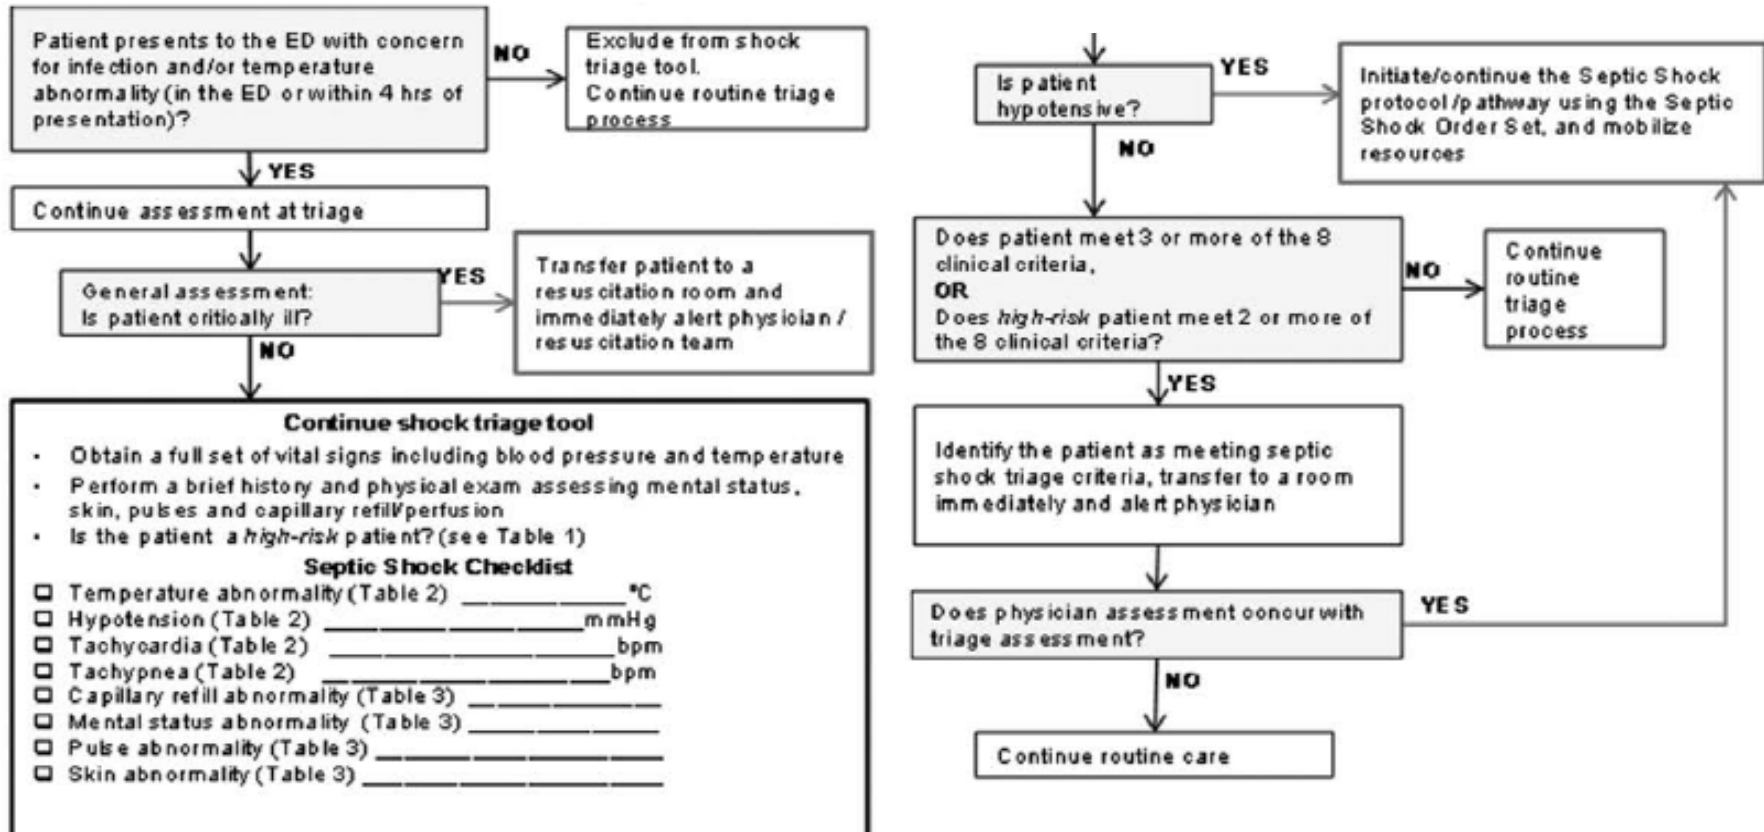 Patient presents to the ED with concern
for infection and/or temperature
abnormality (in the ED or within 4 hrs of
presentation)?
NO
Exclude from shock
triage tool.
Continue routine triage
process
YES
Continue assessment at triage
General assessment:
Is patient critically ill?
YES
Transfer patient to a
resuscitation room and
immediately alert physician /
resuscitation team
NO
Continue shock triage tool
• Obtain a full set of vital signs including blood pressure and temperature
• Perform a brief history and physical exam assessing mental status,
skin, pulses and capillary refill/perfusion
• Is the patient a high-risk patient? (see Table 1)
Septic Shock Checklist
❑ Temperature abnormality (Table 2) ___ °C
❑ Hypotension (Table 2) ___ mmHg
❑ Tachycardia (Table 2) ___ bpm
❑ Tachypnea (Table 2) ___ bpm
❑ Capillary refill abnormality (Table 3) ___
❑ Mental status abnormality (Table 3) ___
❑ Pulse abnormality (Table 3) ___
❑ Skin abnormality (Table 3) ___
Is patient
hypotensive?
YES
Initiate/continue the Septic Shock
protocol/pathway using the Septic
Shock Order Set, and mobilize
resources
NO
Does patient meet 3 or more of the 8
clinical criteria,
OR
Does high-risk patient meet 2 or more of
the 8 clinical criteria?
NO
Continue
routine
triage
process
YES
Identify the patient as meeting septic
shock triage criteria, transfer to a room
immediately and alert physician
Does physician assessment concur with
triage assessment?
YES
NO
Continue routine care